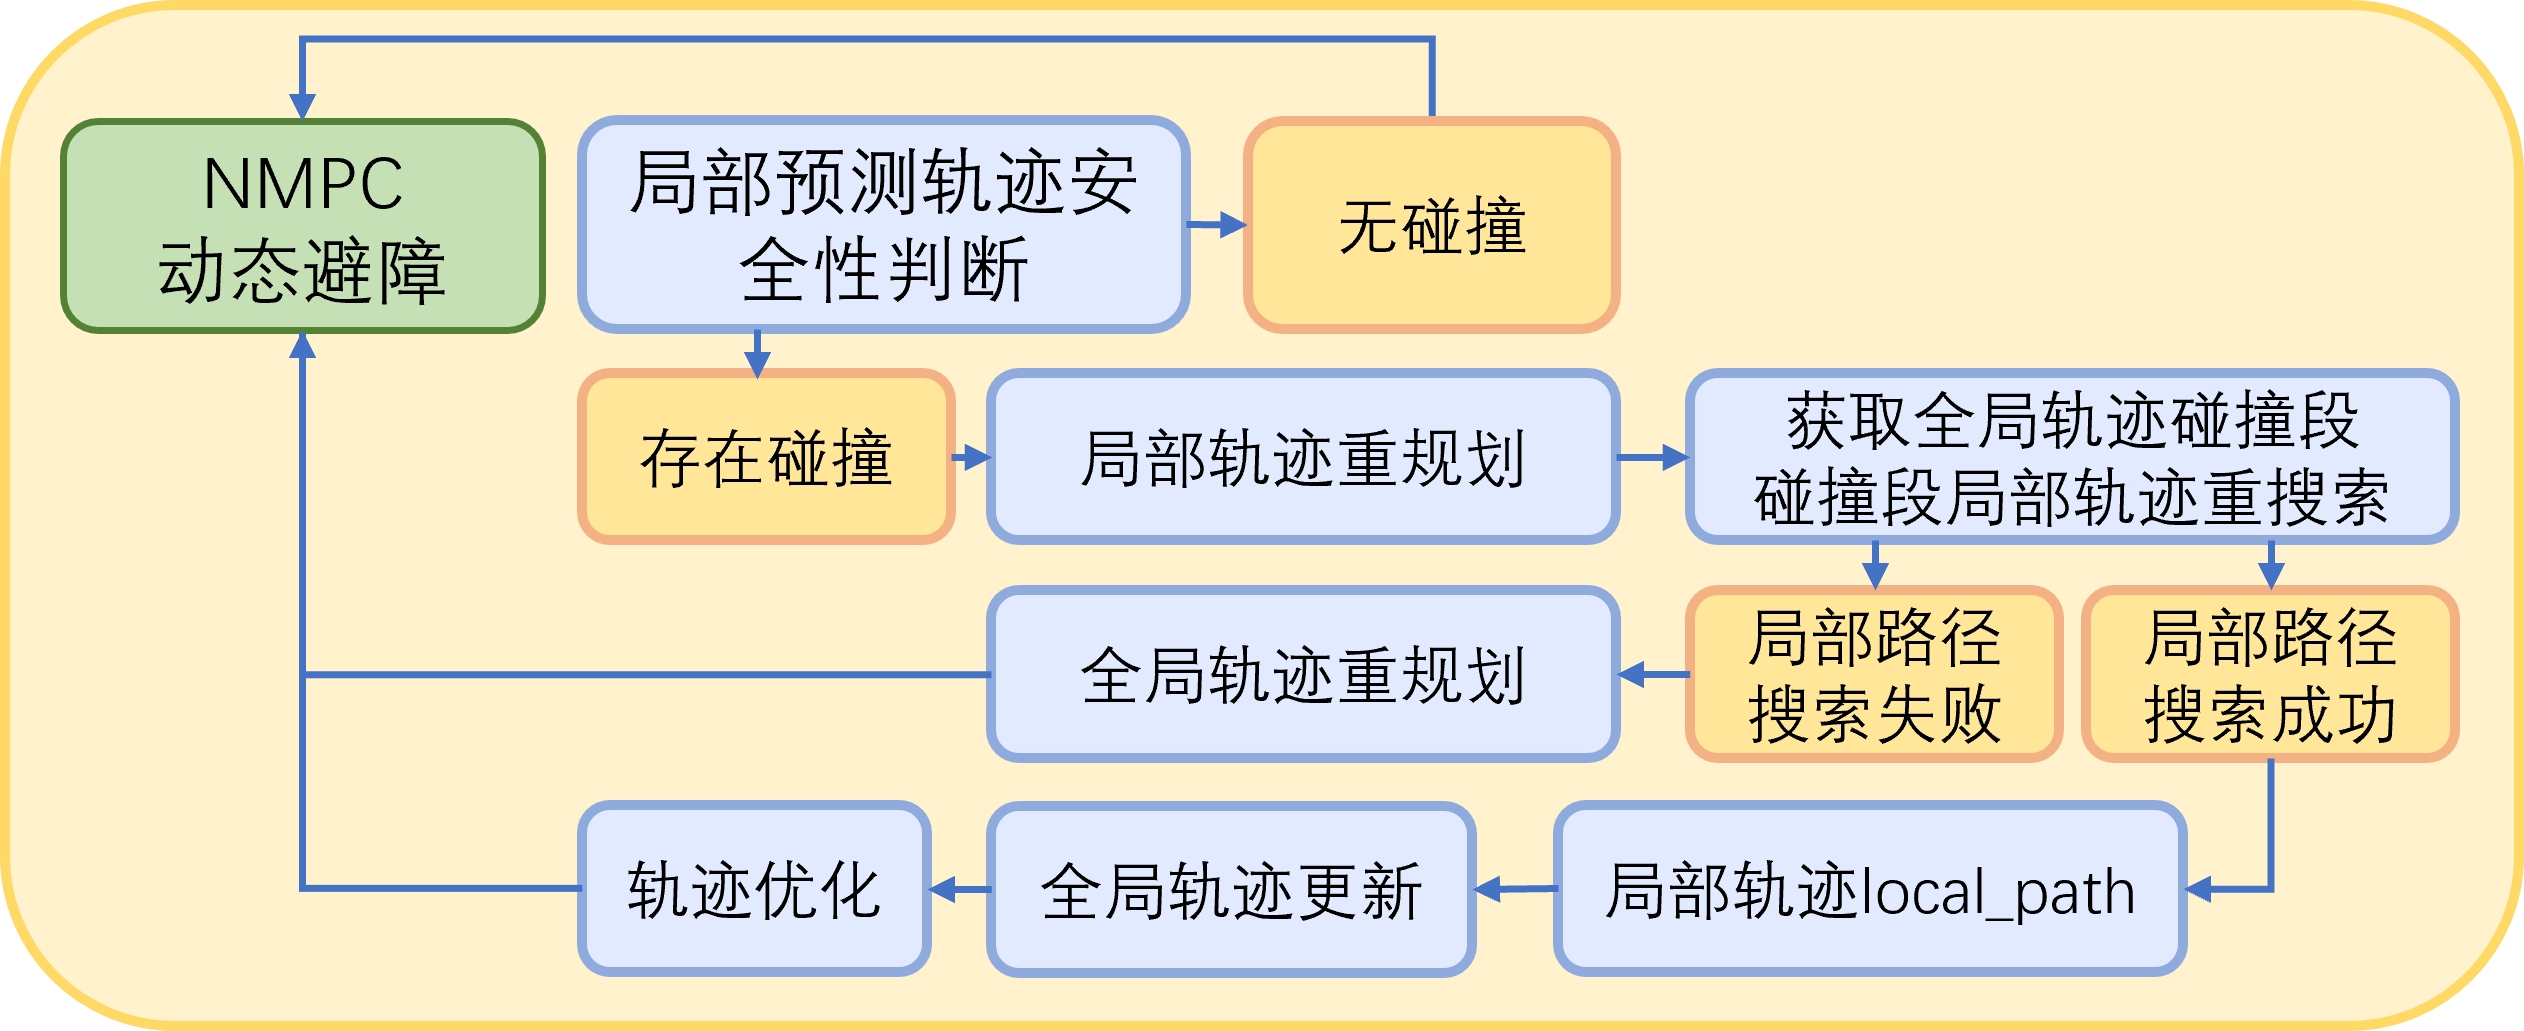 NMPC
动态避障
局部预测轨迹安
全性判断
无碰撞
存在碰撞
局部轨迹重规划
获取全局轨迹碰撞段
碰撞段局部轨迹重搜索
全局轨迹重规划
局部路径
搜索失败
局部路径
搜索成功
轨迹优化
全局轨迹更新
局部轨迹local_path